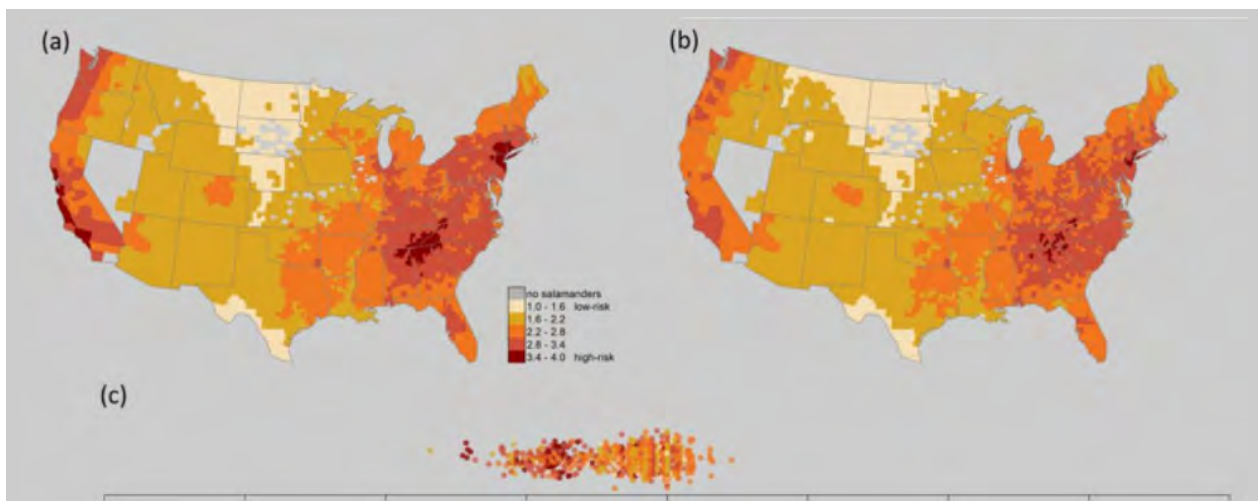 (a)
(b)
no salamanders
1.0 - 1.6 low-risk
1.6 - 2.2
2.2 - 2.8
2.8 - 3.4
3.4 - 4.0 high-risk
(c)